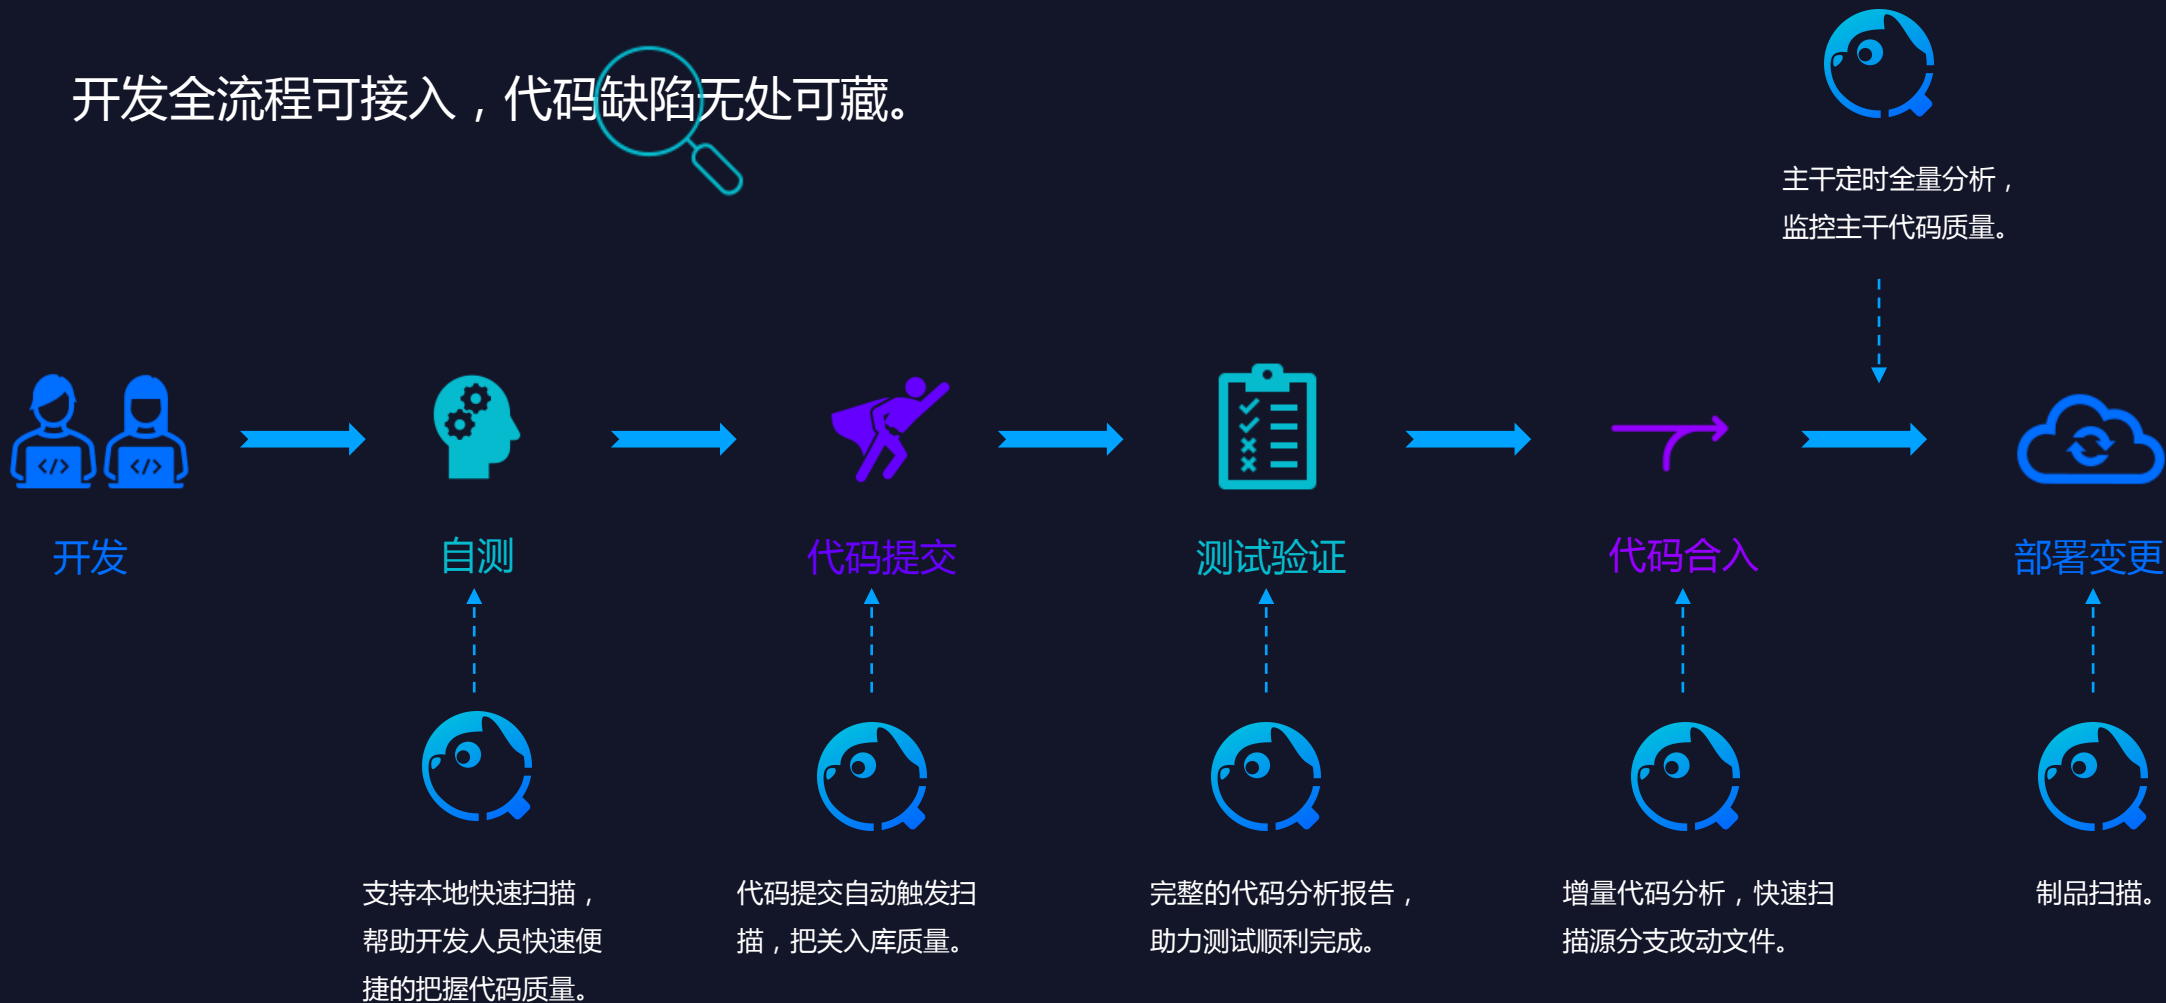 开发全流程可接入，代码缺陷无处可藏。
主干定时全量分析，
监控主干代码质量。
开发
自测
代码提交
测试验证
代码合入
部署变更
支持本地快速扫描，
帮助开发人员快速便
捷的把握代码质量。
代码提交自动触发扫
描，把关入库质量。
完整的代码分析报告，
助力测试顺利完成。
增量代码分析，快速扫
描源分支改动文件。
制品扫描。